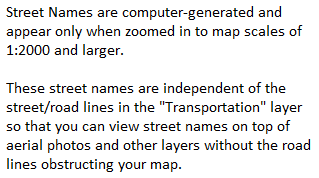 Street Names are computer-generated and
appear only when zoomed in to map scales of
1:2000 and larger.

These street names are independent of the
street/road lines in the "Transportation" layer
so that you can view street names on top of
aerial photos and other layers without the road
lines obstructing your map.